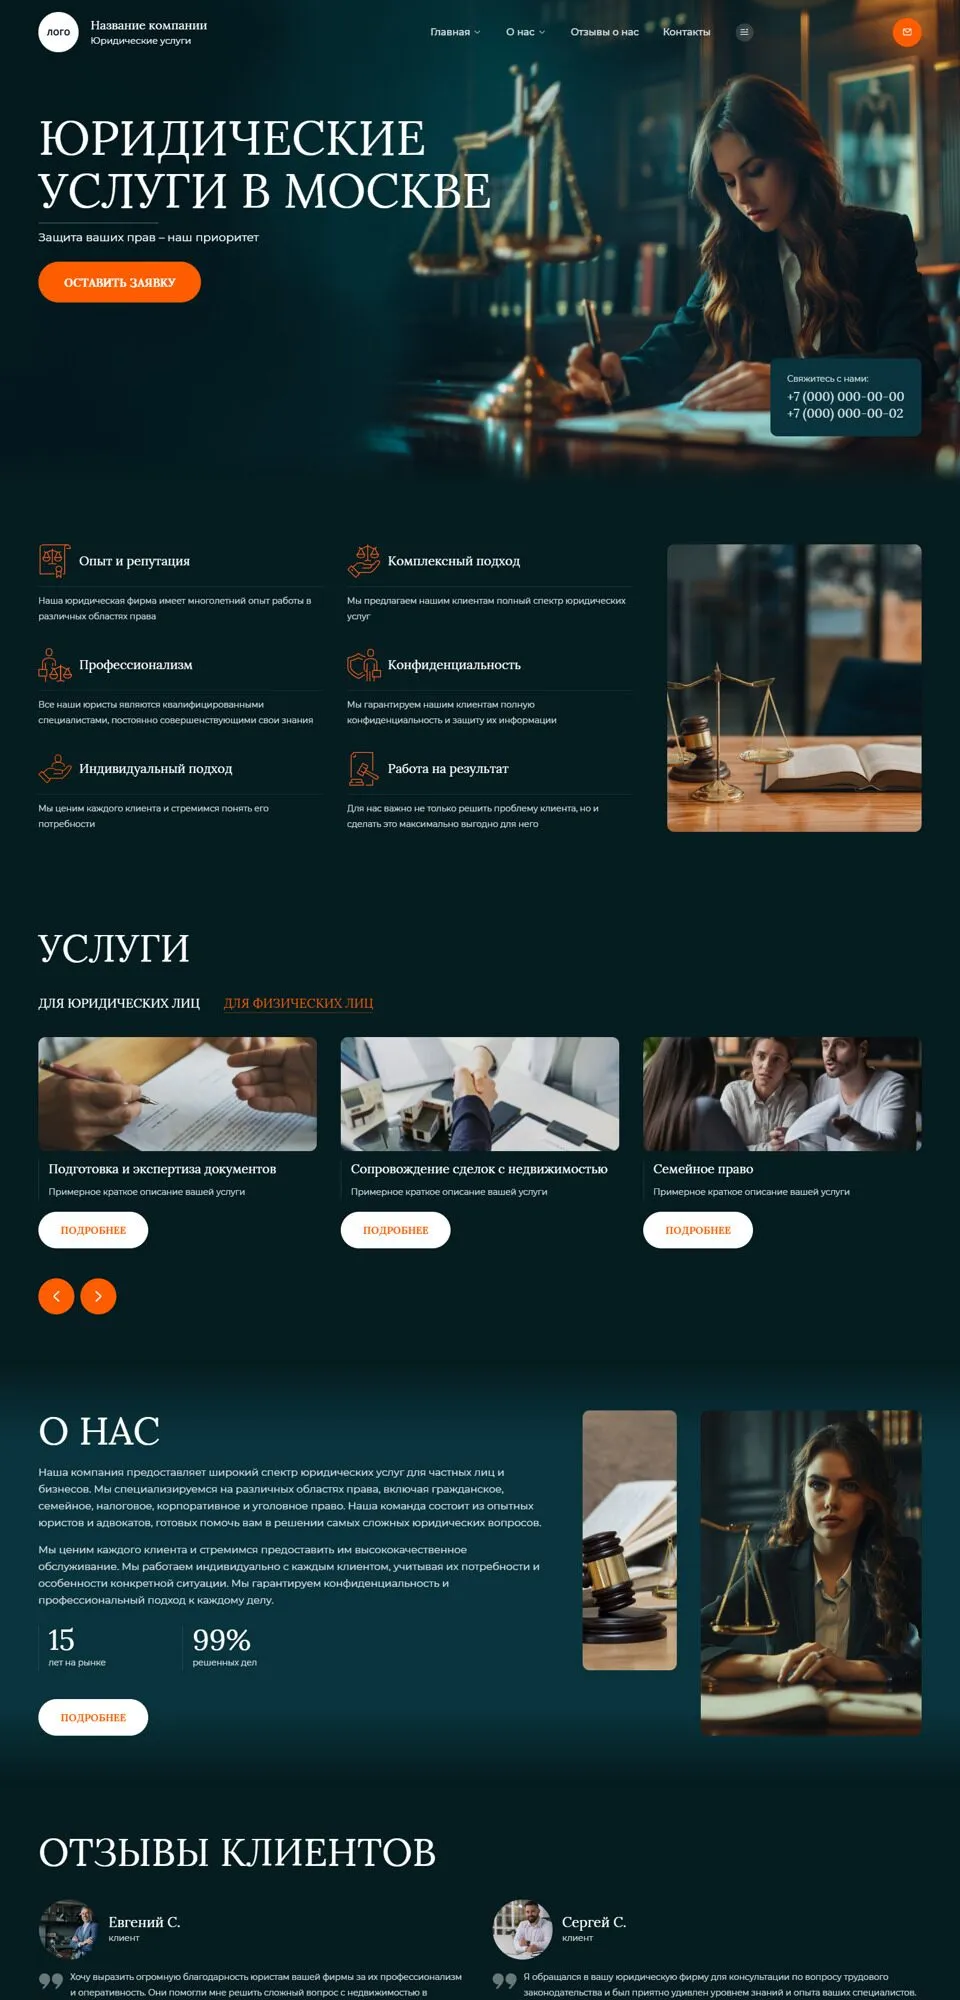 ЛОГО
Название компании
Юридические услуги
Главная
О нас
Отзывы о нас
Контакты
ЮРИДИЧЕСКИЕ
УСЛУГИ В МОСКВЕ
Защита ваших прав – наш приоритет
ОСТАВИТЬ ЗАЯВКУ
Свяжитесь с нами:
+7 (000) 000-00-00
+7 (000) 000-00-02
Опыт и репутация
Наша юридическая фирма имеет многолетний опыт работы в
различных областях права
Комплексный подход
Мы предлагаем нашим клиентам полный спектр юридических
услуг
Профессионализм
Все наши юристы являются квалифицированными
специалистами, постоянно совершенствующими свои знания
Конфиденциальность
Мы гарантируем нашим клиентам полную
конфиденциальность и защиту их информации
Индивидуальный подход
Мы ценим каждого клиента и стремимся понять его
потребности
Работа на результат
Для нас важно не только решить проблему клиента, но и
сделать это максимально выгодно для него
УСЛУГИ
ДЛЯ ЮРИДИЧЕСКИХ ЛИЦ
ДЛЯ ФИЗИЧЕСКИХ ЛИЦ
Подготовка и экспертиза документов
Примерное краткое описание вашей услуги
ПОДРОБНЕЕ
Сопровождение сделок с недвижимостью
Примерное краткое описание вашей услуги
ПОДРОБНЕЕ
Семейное право
Примерное краткое описание вашей услуги
ПОДРОБНЕЕ
О НАС
Наша компания предоставляет широкий спектр юридических услуг для частных лиц и
бизнесов. Мы специализируемся на различных областях права, включая гражданское,
семейное, налоговое, корпоративное и уголовное право. Наша команда состоит из опытных
юристов и адвокатов, готовых помочь вам в решении самых сложных юридических вопросов.
Мы ценим каждого клиента и стремимся предоставить им высококачественное
обслуживание. Мы работаем индивидуально с каждым клиентом, учитывая их потребности и
особенности конкретной ситуации. Мы гарантируем конфиденциальность и
профессиональный подход к каждому делу.
15
лет на рынке
99%
решенных дел
ПОДРОБНЕЕ
ОТЗЫВЫ КЛИЕНТОВ
Евгений С.
клиент
Хочу выразить огромную благодарность юристам вашей фирмы за их профессионализм
и оперативность. Они помогли мне решить сложный вопрос с недвижимостью в
Сергей С.
клиент
Я обращался в вашу юридическую фирму для консультации по вопросу трудового
законодательства и был приятно удивлен уровнем знаний и опыта ваших специалистов.